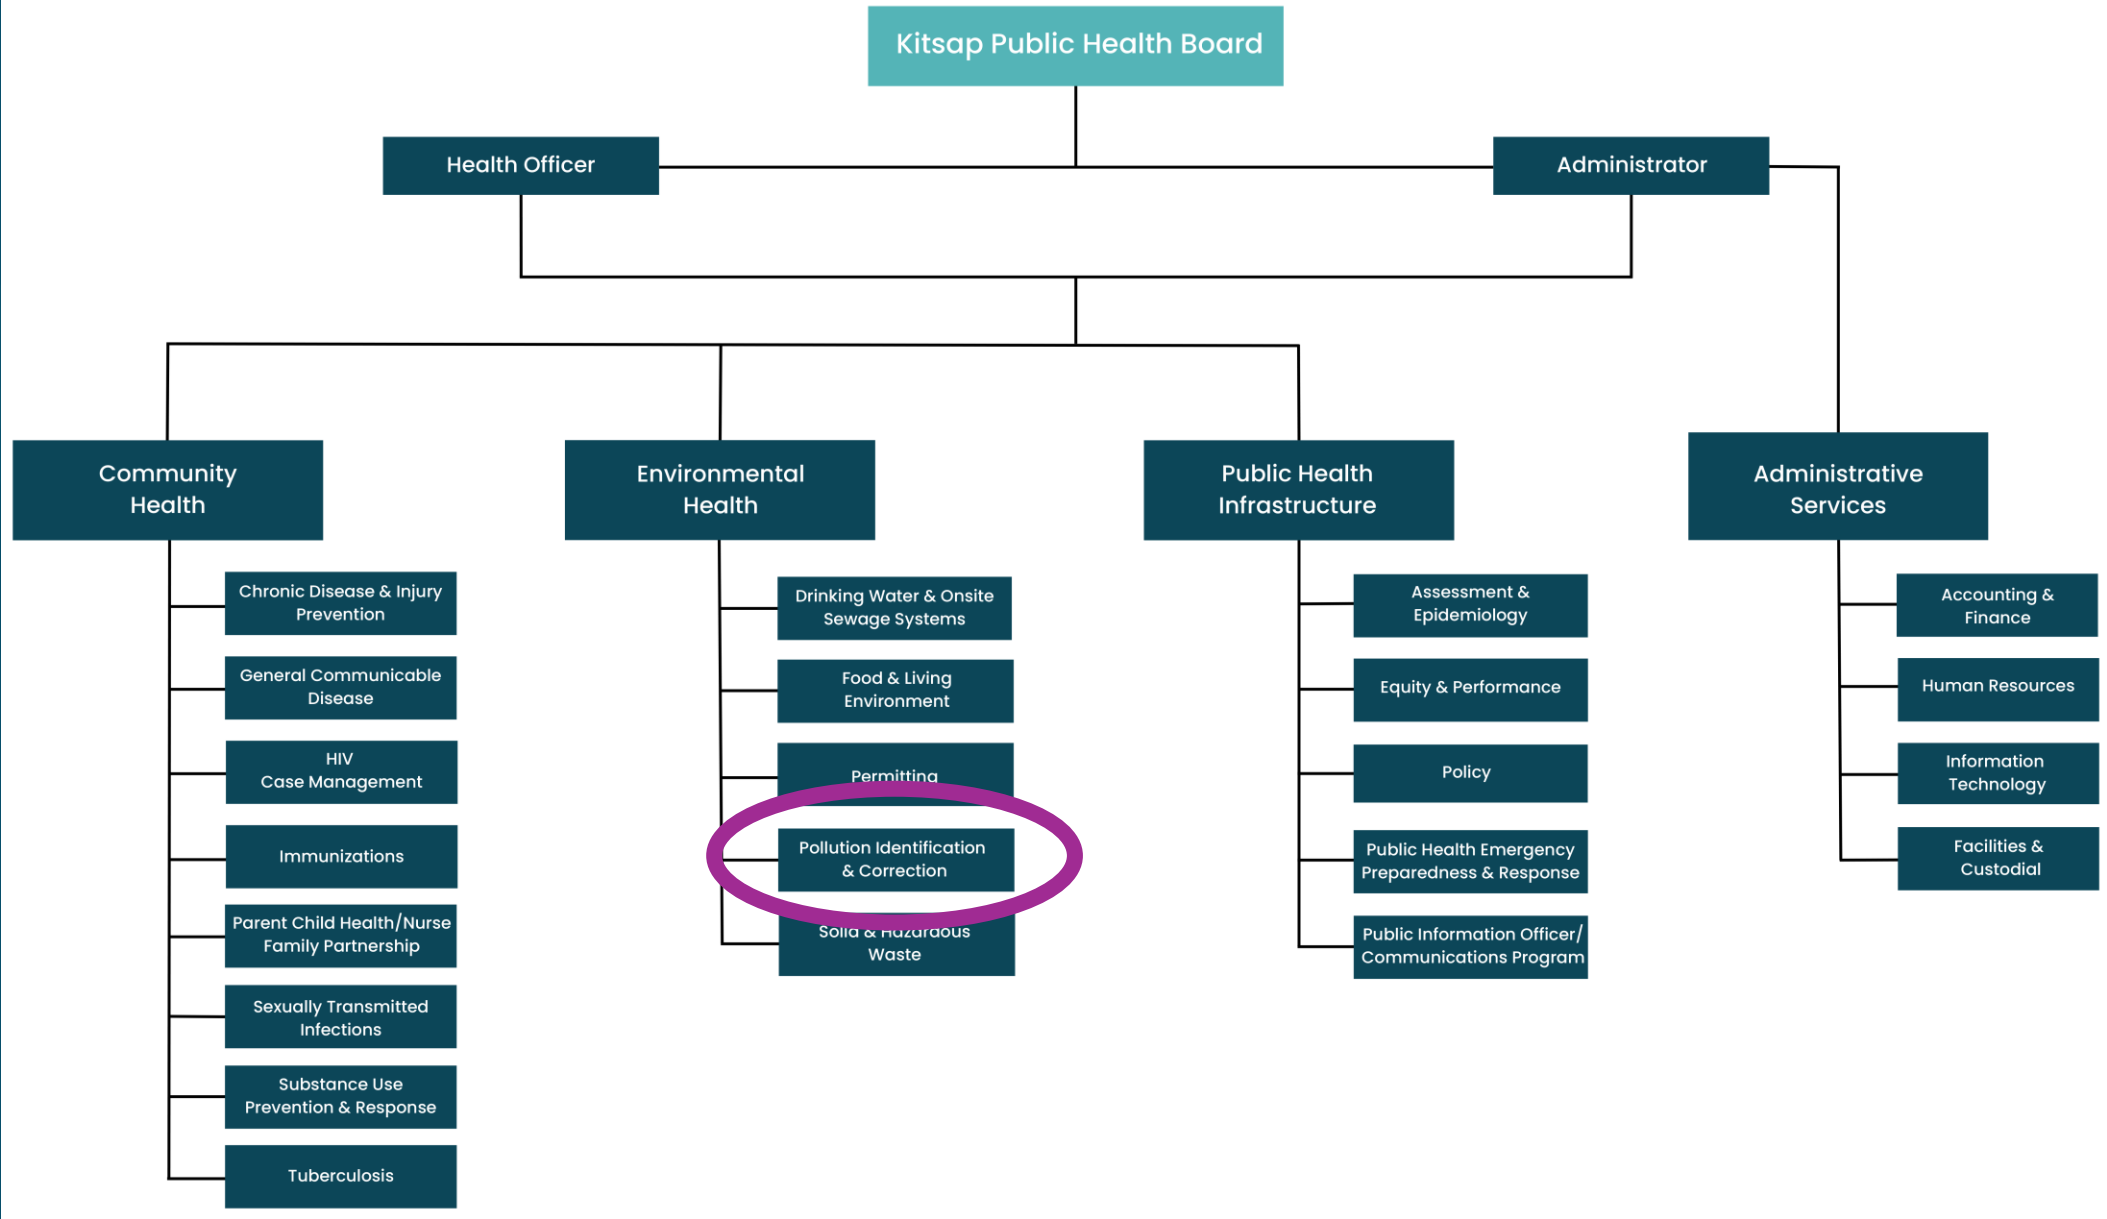 Kitsap Public Health Board
Health Officer
Administrator
Community
Health
Environmental
Health
Public Health
Infrastructure
Administrative
Services
Chronic Disease & Injury
Prevention
General Communicable
Disease
HIV
Case Management
Immunizations
Parent Child Health/Nurse
Family Partnership
Sexually Transmitted
Infections
Substance Use
Prevention & Response
Tuberculosis
Drinking Water & Onsite
Sewage Systems
Food & Living
Environment
Permitting
Pollution Identification
& Correction
Solid & Hazardous
Waste
Assessment &
Epidemiology
Equity & Performance
Policy
Public Health Emergency
Preparedness & Response
Public Information Officer/
Communications Program
Accounting &
Finance
Human Resources
Information
Technology
Facilities &
Custodial